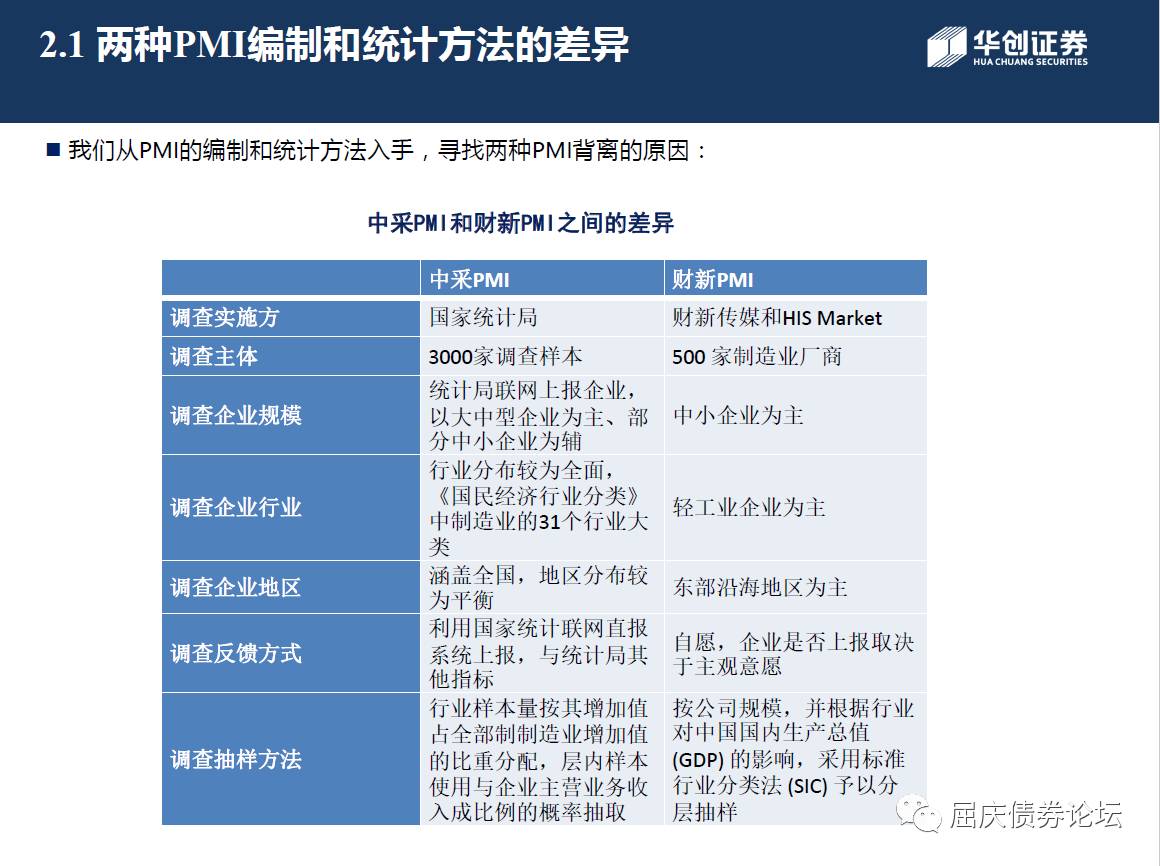 2.1 两种PMI编制和统计方法的差异
华创证券
HUA CHUANG SECURITIES
■ 我们从PMI的编制和统计方法入手，寻找两种PMI背离的原因：
中采PMI和财新PMI之间的差异
中采PMI
财新PMI
调查实施方
国家统计局
财新传媒和HIS Market
调查主体
3000家调查样本
500 家制造业厂商
调查企业规模
统计局联网上报企业，
以大中型企业为主、部
分中小企业为辅
中小企业为主
调查企业行业
行业分布较为全面，
《国民经济行业分类》
中制造业的31个行业大
类
轻工业企业为主
调查企业地区
涵盖全国，地区分布较
为平衡
东部沿海地区为主
调查反馈方式
利用国家统计联网直报
系统上报，与统计局其
他指标
自愿，企业是否上报取决
于主观意愿
调查抽样方法
行业样本量按其增加值
占全部制制造业增加值
的比重分配，层内样本
使用与企业主营业务收
入成比例的概率抽取
按公司规模，并根据行业
对中国国内生产总值
(GDP) 的影响，采用标准
行业分类法 (SIC) 予以分
层抽样
屈庆债券论坛